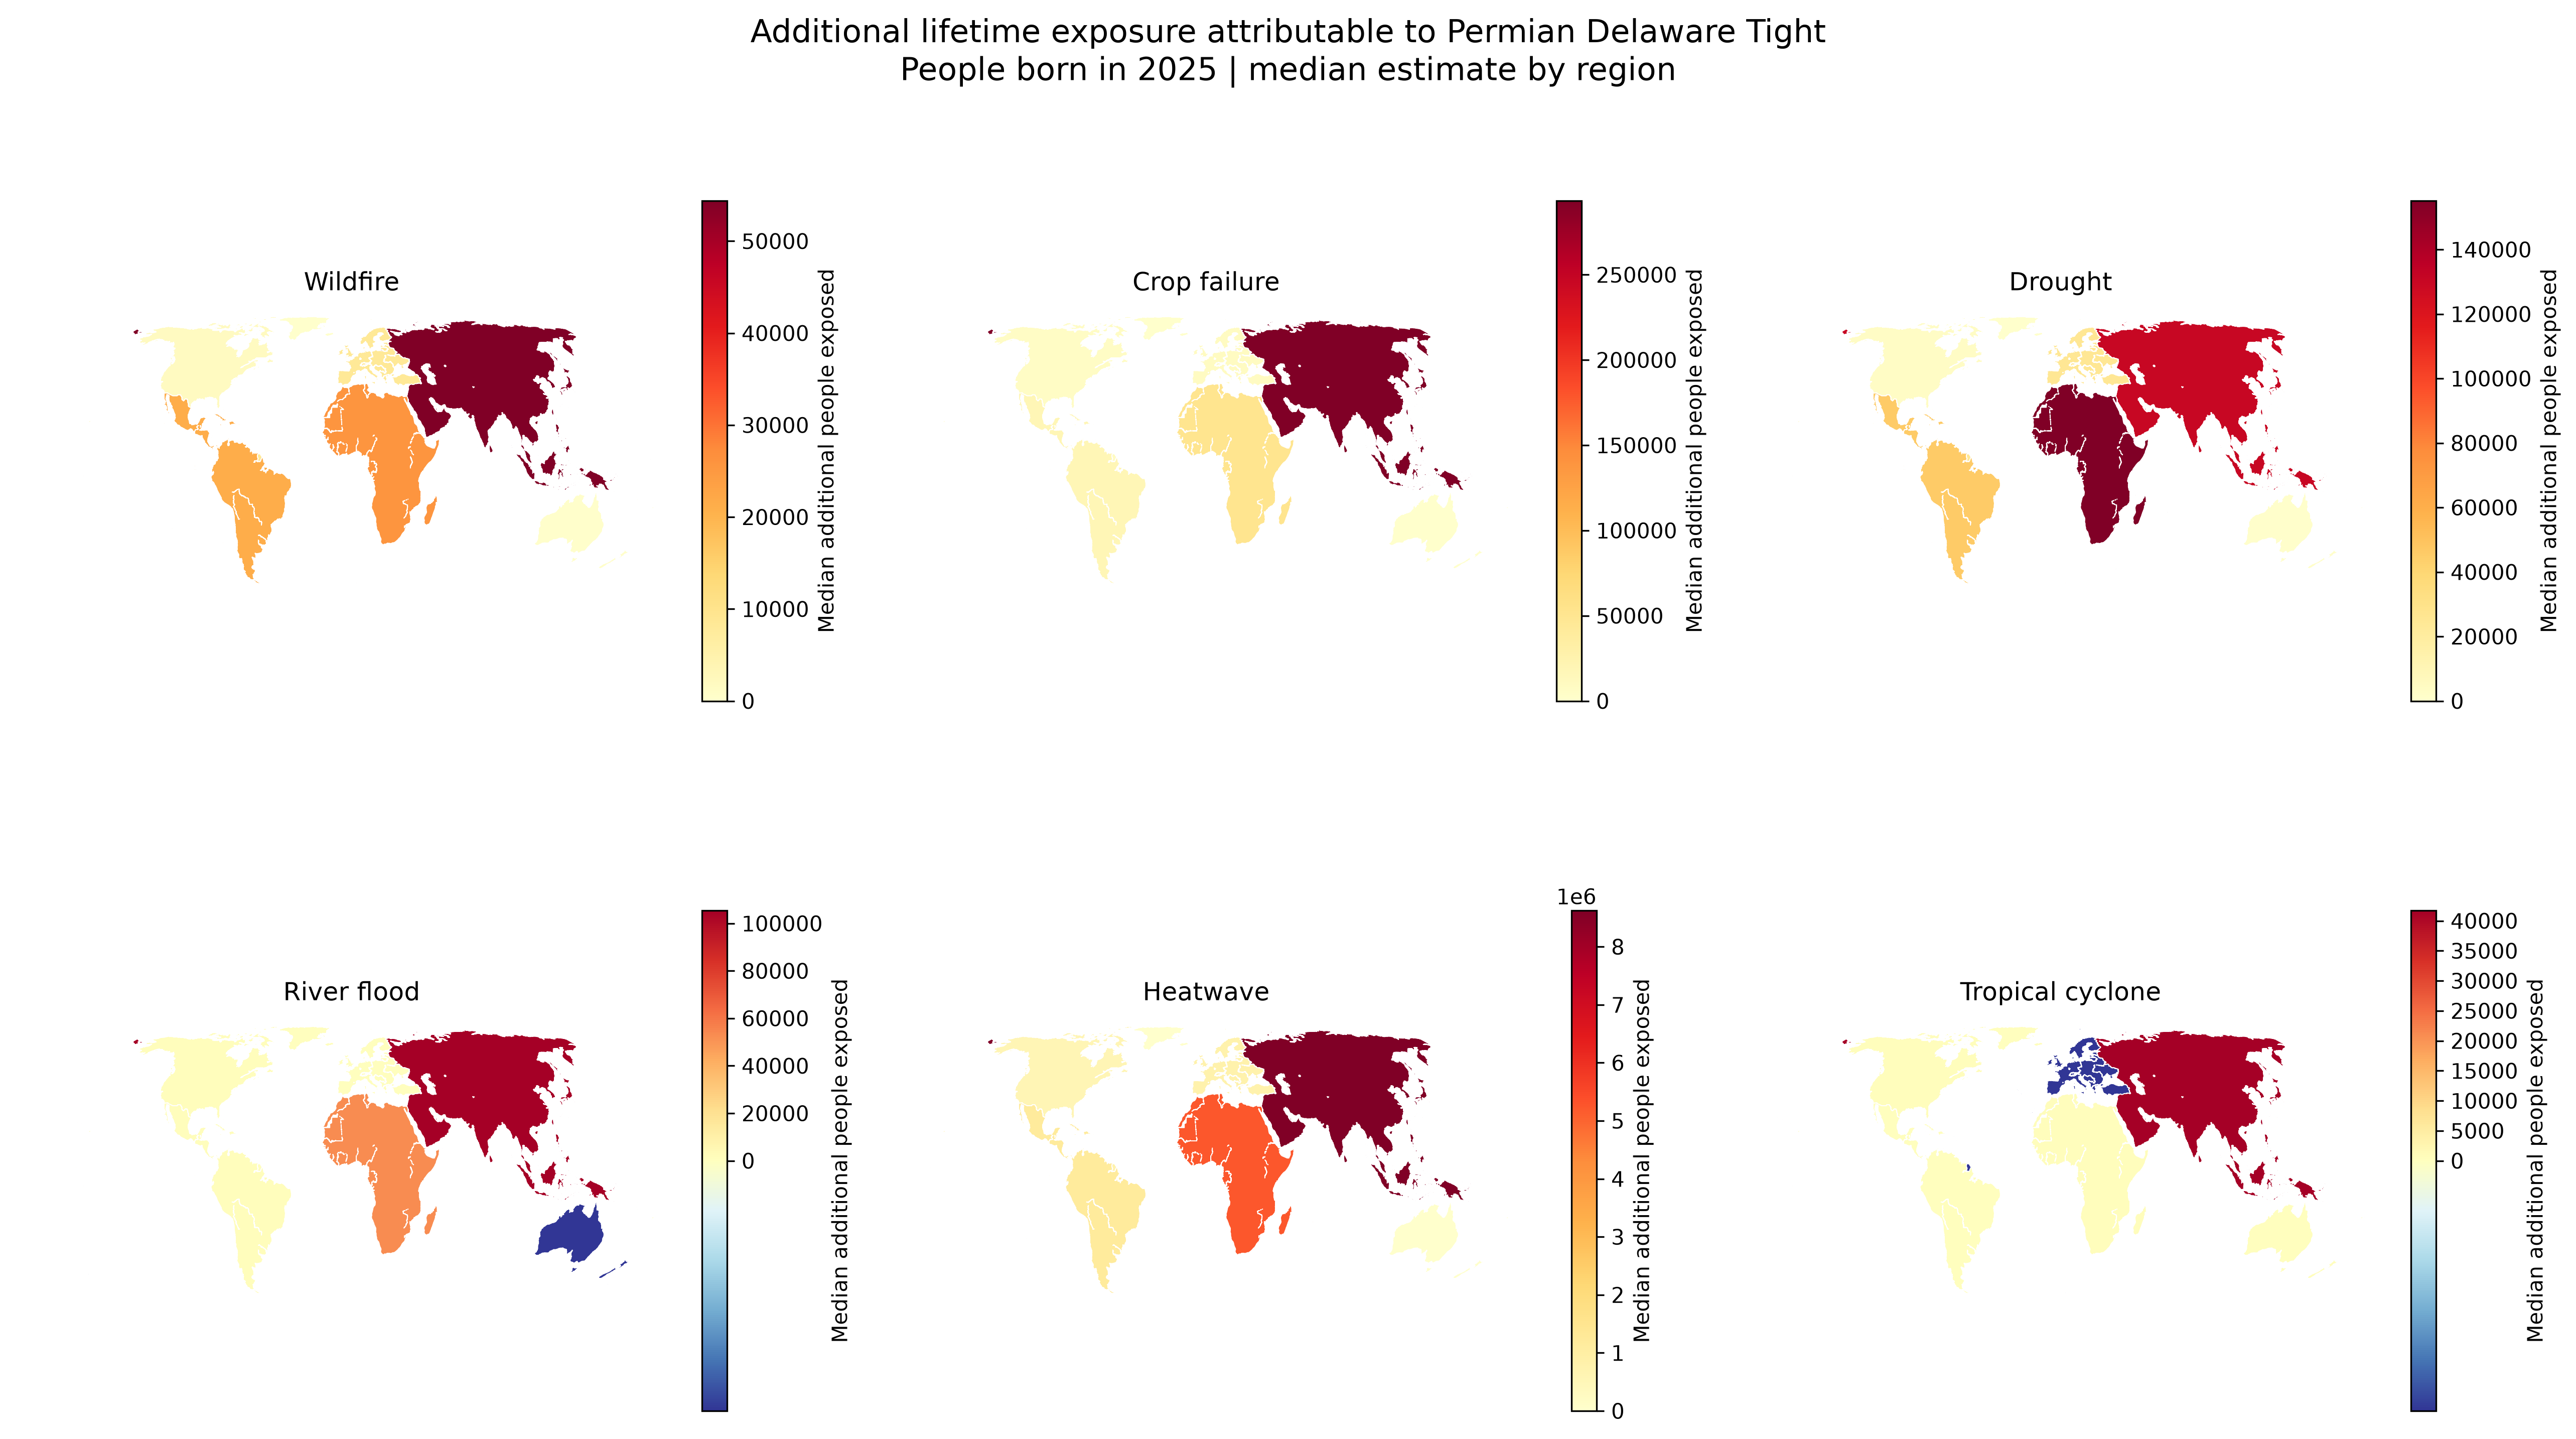 Additional lifetime exposure attributable to Permian Delaware Tight
People born in 2025 | median estimate by region
Wildfire
50000
40000
30000
20000
10000
0
Median additional people exposed
Crop failure
250000
200000
150000
100000
50000
0
Median additional people exposed
Drought
140000
120000
100000
80000
60000
40000
20000
0
Median additional people exposed
River flood
100000
80000
60000
40000
20000
0
Median additional people exposed
Heatwave
1e6
8
7
6
5
4
3
2
1
0
Median additional people exposed
Tropical cyclone
40000
35000
30000
25000
20000
15000
10000
5000
0
Median additional people exposed